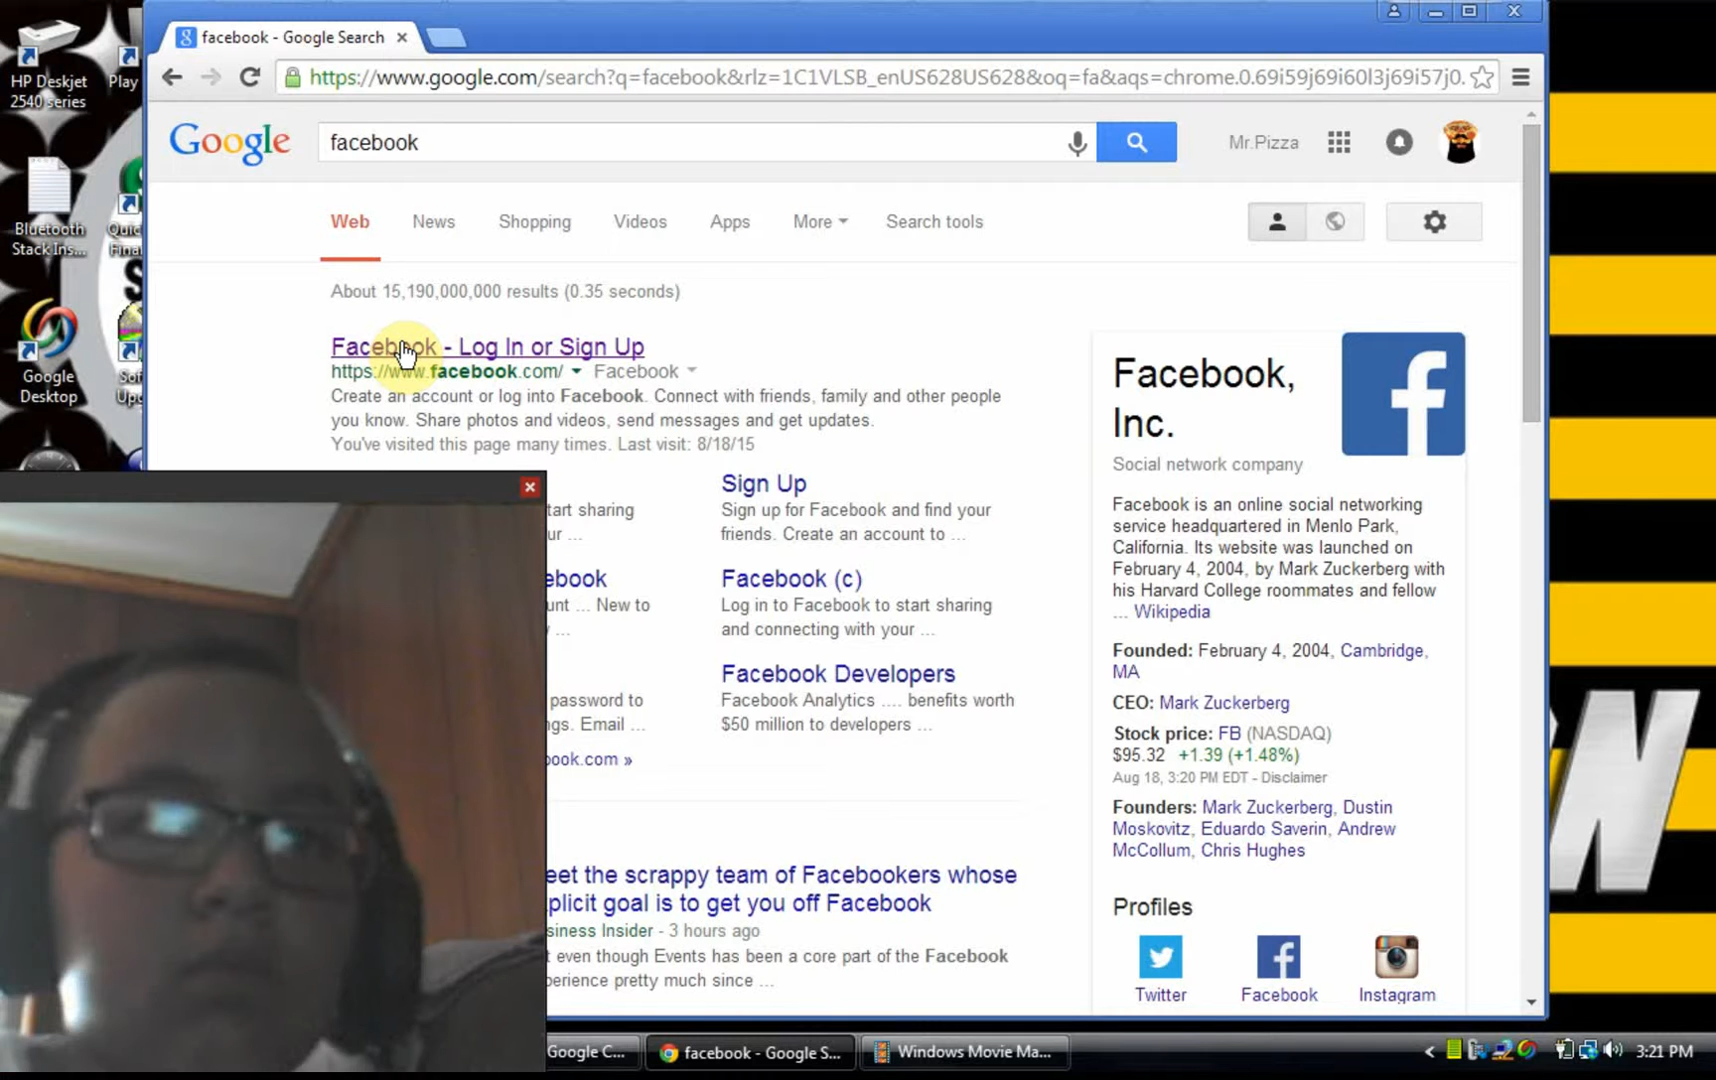 HP Deskjet
2540 series
Play
Bluetooth
Stack Ins...
Google
Desktop
facebook - Google Search
https://www.google.com/search?q=facebook&rlz=1C1VLSB_enUS628US628&oq=fa&aqs=chrome.0.69i59j69i60l3j69i57j0.
Google
facebook
Mr.Pizza
Web
News
Shopping
Videos
Apps
More
Search tools
About 15,190,000,000 results (0.35 seconds)
Facebook - Log In or Sign Up
https://www.facebook.com/
Facebook
Create an account or log into Facebook. Connect with friends, family and other people
you know. Share photos and videos, send messages and get updates.
You've visited this page many times. Last visit: 8/18/15
tart sharing
ur ...
ebook
unt ... New to
...
password to
ngs. Email ...
book.com »
Sign Up
Sign up for Facebook and find your
friends. Create an account to ...
Facebook (c)
Log in to Facebook to start sharing
and connecting with your ...
Facebook Developers
Facebook Analytics .... benefits worth
$50 million to developers ...
eet the scrappy team of Facebookers whose
plicit goal is to get you off Facebook
siness Insider - 3 hours ago
t even though Events has been a core part of the Facebook
perience pretty much since ...
Facebook,
Inc.
Social network company
Facebook is an online social networking
service headquartered in Menlo Park,
California. Its website was launched on
February 4, 2004, by Mark Zuckerberg with
his Harvard College roommates and fellow
... Wikipedia
Founded: February 4, 2004, Cambridge,
MA
CEO: Mark Zuckerberg
Stock price: FB (NASDAQ)
$95.32 +1.39 (+1.48%)
Aug 18, 3:20 PM EDT - Disclaimer
Founders: Mark Zuckerberg, Dustin
Moskovitz, Eduardo Saverin, Andrew
McCollum, Chris Hughes
Profiles
Twitter
Facebook
Instagram
Google C...
facebook - Google S...
Windows Movie Ma...
3:21 PM